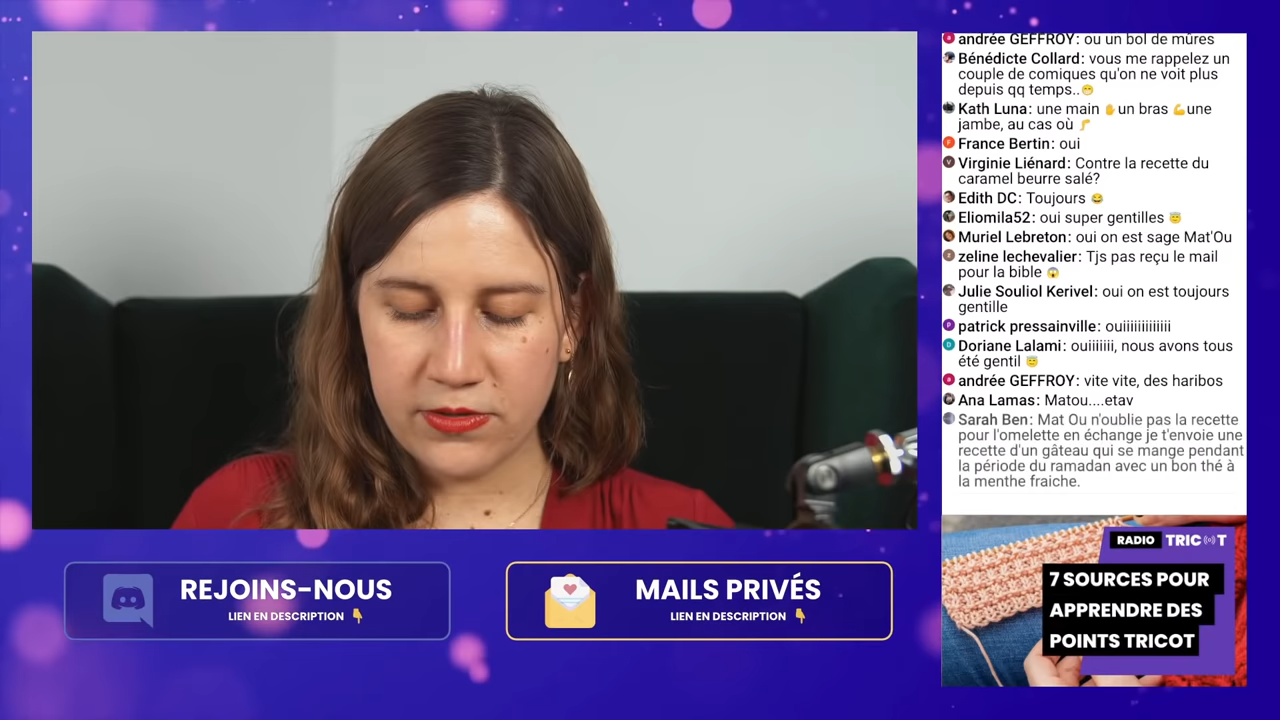 andrée GEFFROY: ou un bol de mûres
Bénédicte Collard: vous me rappelez un
couple de comiques qu'on ne voit plus
depuis qq temps..😁
Kath Luna: une main ✋un bras 💪une
jambe, au cas où 🦵
France Bertin: oui
Virginie Liénard: Contre la recette du
caramel beurre salé?
Edith DC: Toujours 😂
Eliomila52: oui super gentilles 😇
Muriel Lebreton: oui on est sage Mat'Ou
zeline lechevalier: Tjs pas reçu le mail
pour la bible 😱
Julie Souliol Kerivel: oui on est toujours
gentille
patrick pressainville: ouiiiiiiiiiiiii
Doriane Lalami: ouiiiiiii, nous avons tous
été gentil 😇
andrée GEFFROY: vite vite, des haribos
Ana Lamas: Matou....etav
Sarah Ben: Mat Ou n'oublie pas la recette
pour l'omelette en échange je t'envoie une
recette d'un gâteau qui se mange pendant
la période du ramadan avec un bon thé à
la menthe fraiche.
RADIO TRICOT
7 SOURCES POUR
APPRENDRE DES
POINTS TRICOT
REJOINS-NOUS
LIEN EN DESCRIPTION 👇
MAILS PRIVÉS
LIEN EN DESCRIPTION 👇